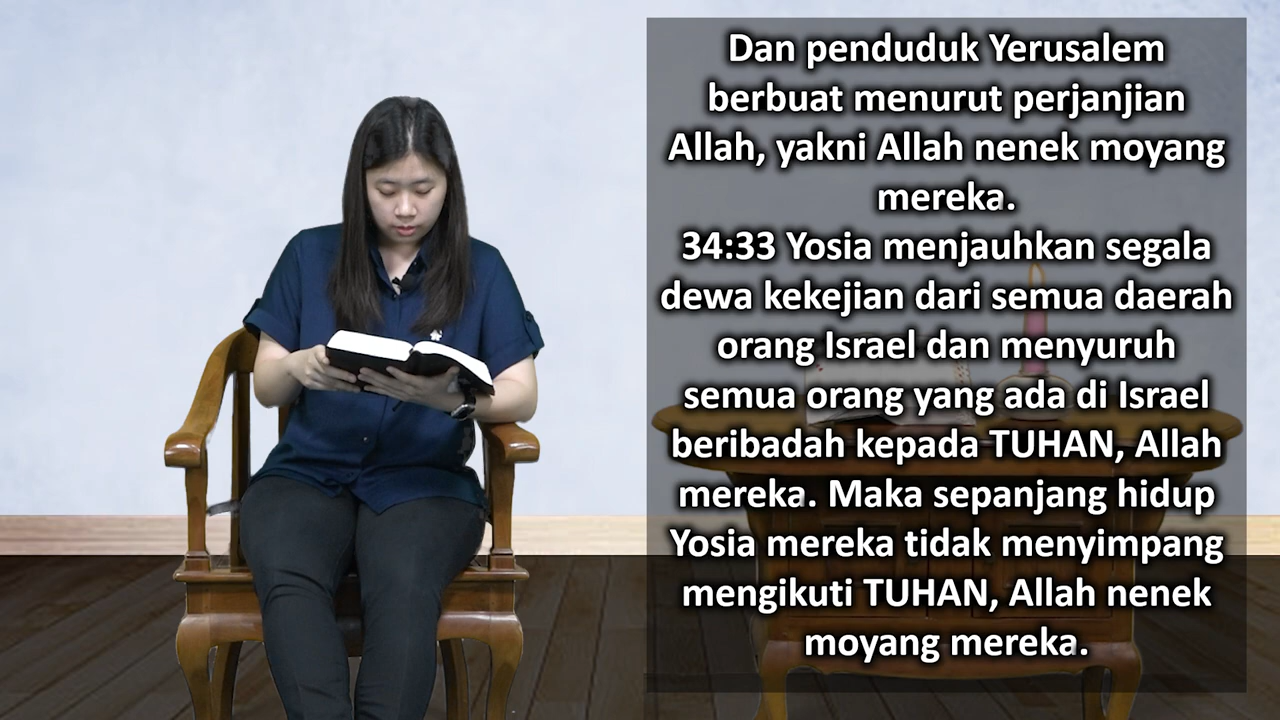 Dan penduduk Yerusalem
berbuat menurut perjanjian
Allah, yakni Allah nenek moyang
mereka.
34:33 Yosia menjauhkan segala
dewa kekejian dari semua daerah
orang Israel dan menyuruh
semua orang yang ada di Israel
beribadah kepada TUHAN, Allah
mereka. Maka sepanjang hidup
Yosia mereka tidak menyimpang
mengikuti TUHAN, Allah nenek
moyang mereka.